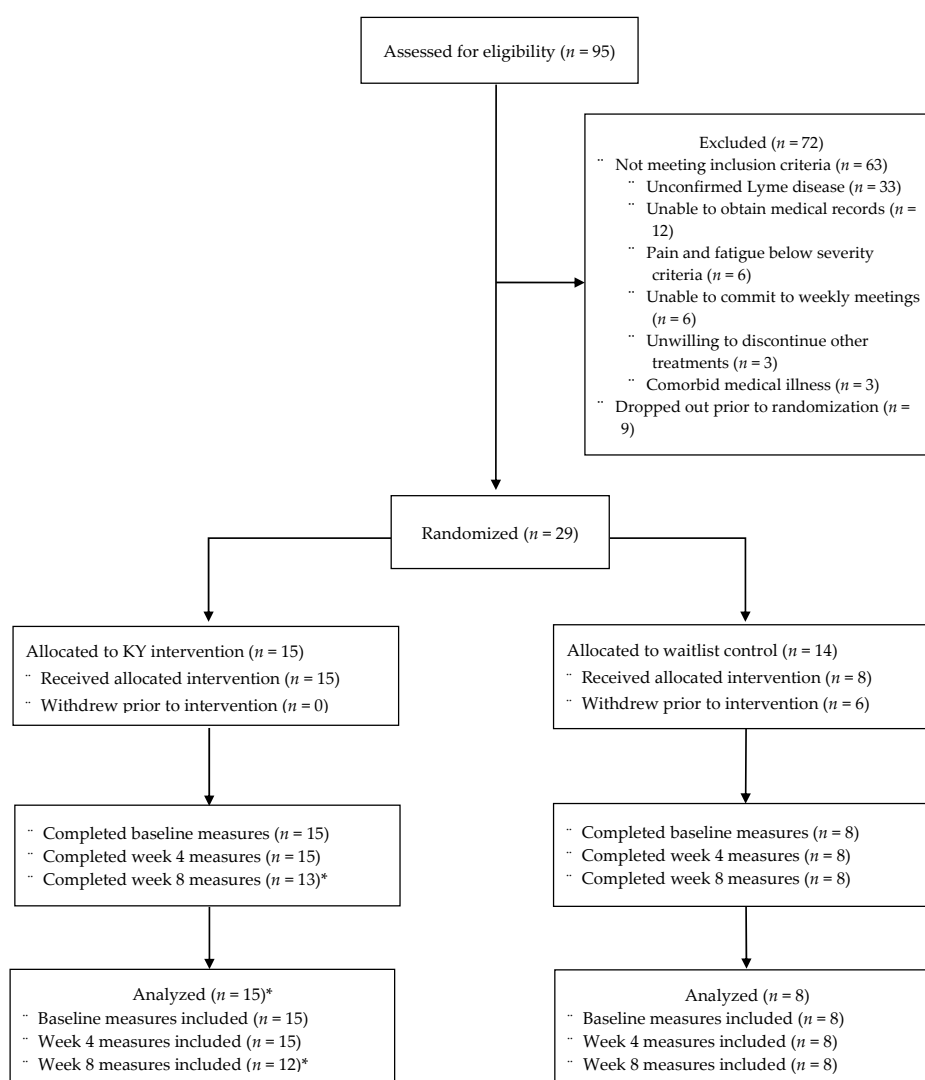 Assessed for eligibility (n = 95)
Excluded (n = 72)
¨ Not meeting inclusion criteria (n = 63)
¨ Unconfirmed Lyme disease (n = 33)
¨ Unable to obtain medical records (n =
12)
¨ Pain and fatigue below severity
criteria (n = 6)
¨ Unable to commit to weekly meetings
(n = 6)
¨ Unwilling to discontinue other
treatments (n = 3)
¨ Comorbid medical illness (n = 3)
¨ Dropped out prior to randomization (n =
9)
Randomized (n = 29)
Allocated to KY intervention (n = 15)
¨ Received allocated intervention (n = 15)
¨ Withdrew prior to intervention (n = 0)
Allocated to waitlist control (n = 14)
¨ Received allocated intervention (n = 8)
¨ Withdrew prior to intervention (n = 6)
¨ Completed baseline measures (n = 15)
¨ Completed week 4 measures (n = 15)
¨ Completed week 8 measures (n = 13)*
¨ Completed baseline measures (n = 8)
¨ Completed week 4 measures (n = 8)
¨ Completed week 8 measures (n = 8)
Analyzed (n = 15)*
¨ Baseline measures included (n = 15)
¨ Week 4 measures included (n = 15)
¨ Week 8 measures included (n = 12)*
Analyzed (n = 8)
¨ Baseline measures included (n = 8)
¨ Week 4 measures included (n = 8)
¨ Week 8 measures included (n = 8)